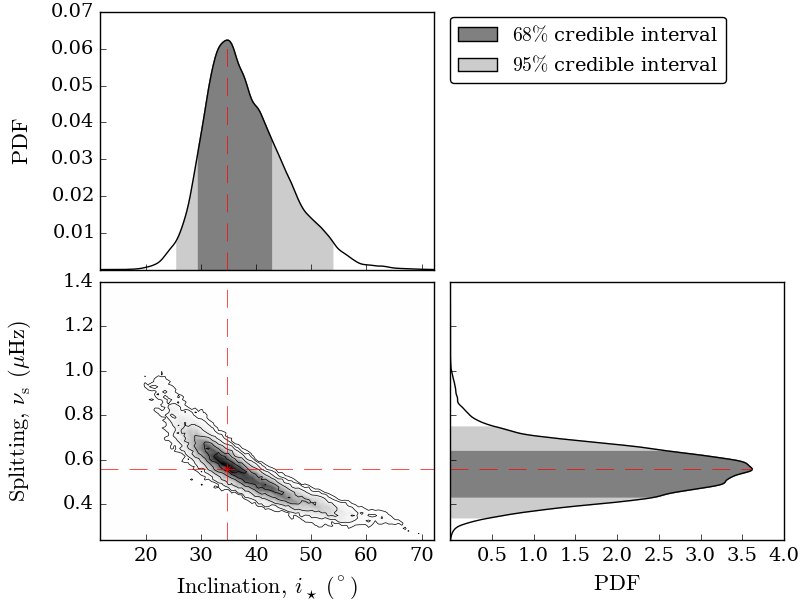 0.07
0.06
0.05
0.04
0.03
0.02
0.01
PDF
68% credible interval
95% credible interval
1.4
1.2
1.0
0.8
0.6
0.4
Splitting, νs (μHz)
20 30 40 50 60 70
Inclination, i⋆ (°)
0.5 1.0 1.5 2.0 2.5 3.0 3.5 4.0
PDF